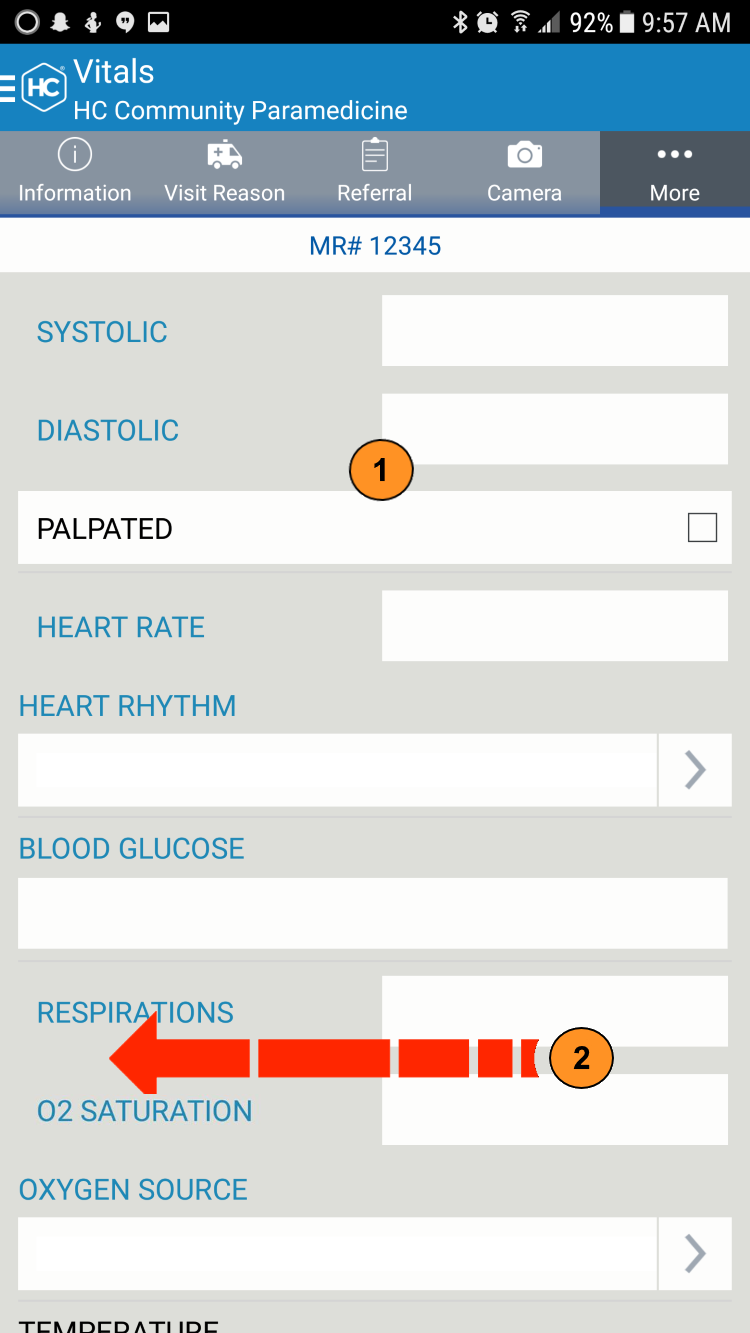 92% 9:57 AM
HC® Vitals
HC Community Paramedicine
Information Visit Reason Referral Camera More
MR# 12345
SYSTOLIC
DIASTOLIC
1
PALPATED
HEART RATE
HEART RHYTHM
BLOOD GLUCOSE
RESPIRATIONS
2
O2 SATURATION
OXYGEN SOURCE
TEMPERATURE